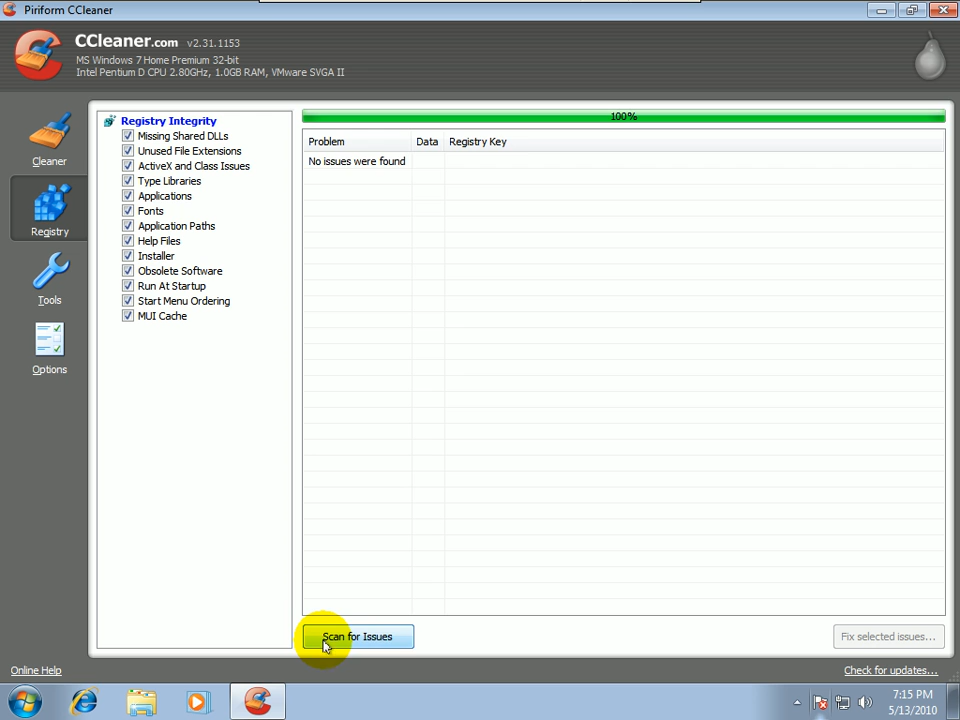 Piriform CCleaner
CCleaner.com v2.31.1153
MS Windows 7 Home Premium 32-bit
Intel Pentium D CPU 2.80GHz, 1.0GB RAM, VMware SVGA II
Cleaner
Registry
Tools
Options
Registry Integrity
Missing Shared DLLs
Unused File Extensions
ActiveX and Class Issues
Type Libraries
Applications
Fonts
Application Paths
Help Files
Installer
Obsolete Software
Run At Startup
Start Menu Ordering
MUI Cache
100%
Problem Data Registry Key
No issues were found
Scan for Issues
Fix selected issues...
Online Help
Check for updates...
7:15 PM
5/13/2010